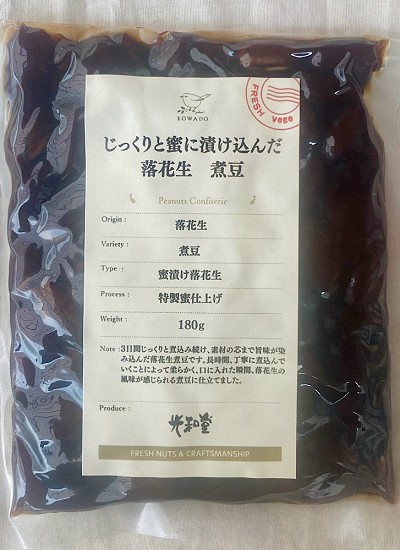 KOWADO
FRESH
vege
じっくりと蜜に漬け込んだ
落花生　煮豆
Peanuts Confiserie
Origin :
落花生
Variety :
煮豆
Type :
蜜漬け落花生
Process :
特製蜜仕上げ
Weight :
180g
Note : 3日間じっくりと煮込み続け、素材の芯まで旨味が染
み込んだ落花生煮豆です。長時間、丁寧に煮込んで
いくことによって柔らかく、口に入れた瞬間、落花生の
風味が感じられる煮豆に仕立てました。
Produce :
光和堂
FRESH NUTS & CRAFTSMANSHIP